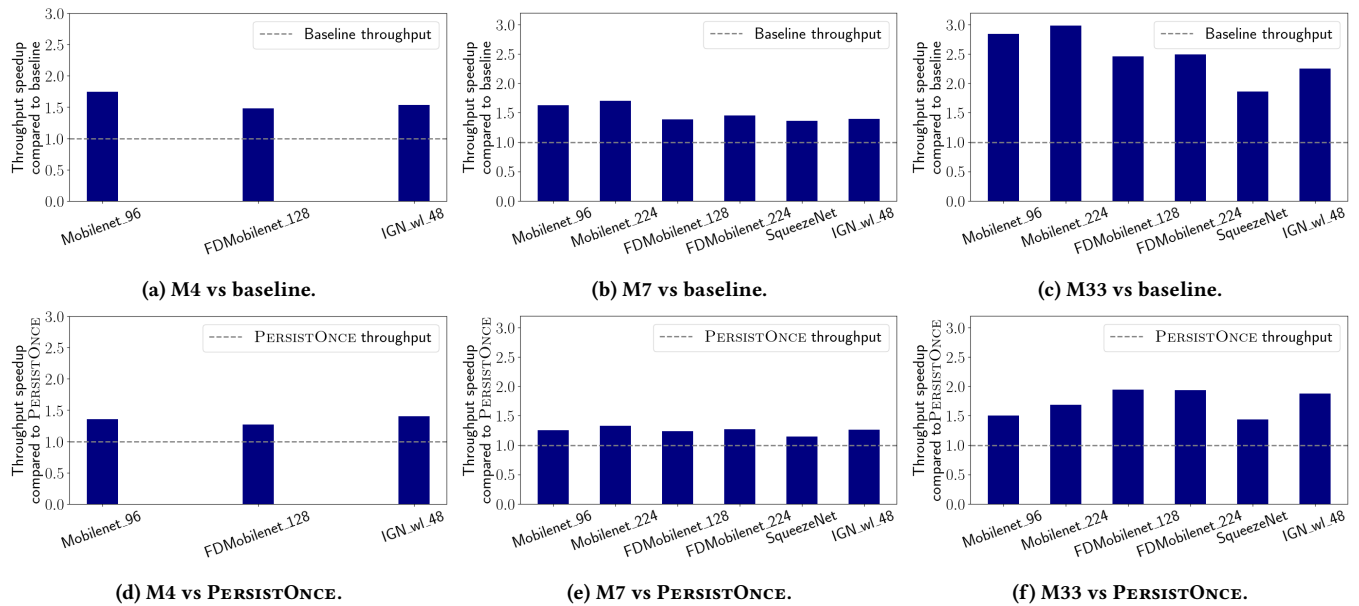 3.0
2.5
2.0
1.5
1.0
0.5
0.0
Throughput speedup
compared to baseline
Baseline throughput
Mobilenet_96
FDMobilenet_128
IGN_wl_48
(a) M4 vs baseline.
3.0
2.5
2.0
1.5
1.0
0.5
0.0
Throughput speedup
compared to baseline
Baseline throughput
Mobilenet_96
Mobilenet_224
FDMobilenet_128
FDMobilenet_224
SqueezeNet
IGN_wl_48
(b) M7 vs baseline.
3.0
2.5
2.0
1.5
1.0
0.5
0.0
Throughput speedup
compared to baseline
Baseline throughput
Mobilenet_96
Mobilenet_224
FDMobilenet_128
FDMobilenet_224
SqueezeNet
IGN_wl_48
(c) M33 vs baseline.
3.0
2.5
2.0
1.5
1.0
0.5
0.0
Throughput speedup
compared to PERSISTONCE
PERSISTONCE throughput
Mobilenet_96
FDMobilenet_128
IGN_wl_48
(d) M4 vs PERSISTONCE.
3.0
2.5
2.0
1.5
1.0
0.5
0.0
Throughput speedup
compared to PERSISTONCE
PERSISTONCE throughput
Mobilenet_96
Mobilenet_224
FDMobilenet_128
FDMobilenet_224
SqueezeNet
IGN_wl_48
(e) M7 vs PERSISTONCE.
3.0
2.5
2.0
1.5
1.0
0.5
0.0
Throughput speedup
compared toPERSISTONCE
PERSISTONCE throughput
Mobilenet_96
Mobilenet_224
FDMobilenet_128
FDMobilenet_224
SqueezeNet
IGN_wl_48
(f) M33 vs PERSISTONCE.